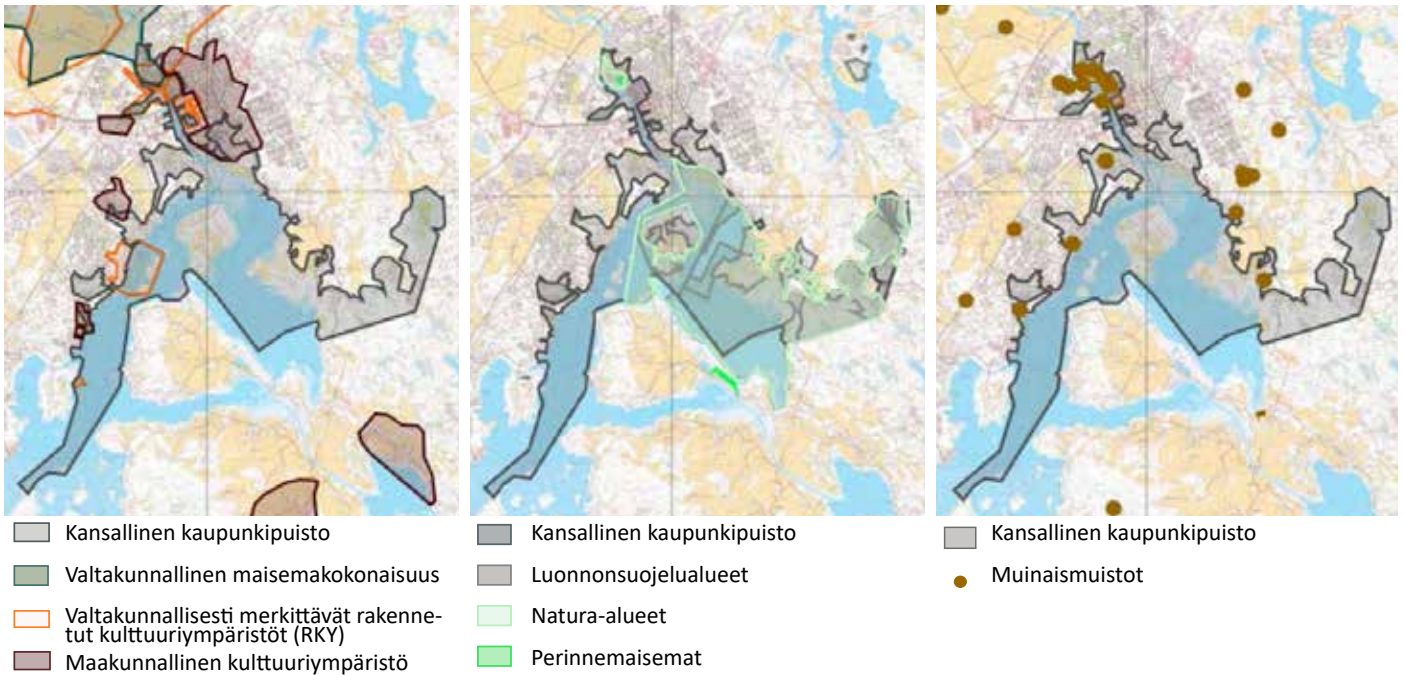 Kansallinen kaupunkipuisto
Valtakunnallinen maisemakokonaisuus
Valtakunnallisesti merkittävät rakenne-
tut kulttuuriympäristöt (RKY)
Maakunnallinen kulttuuriympäristö
Kansallinen kaupunkipuisto
Luonnonsuojelualueet
Natura-alueet
Perinnemaisemat
Kansallinen kaupunkipuisto
Muinaismuistot